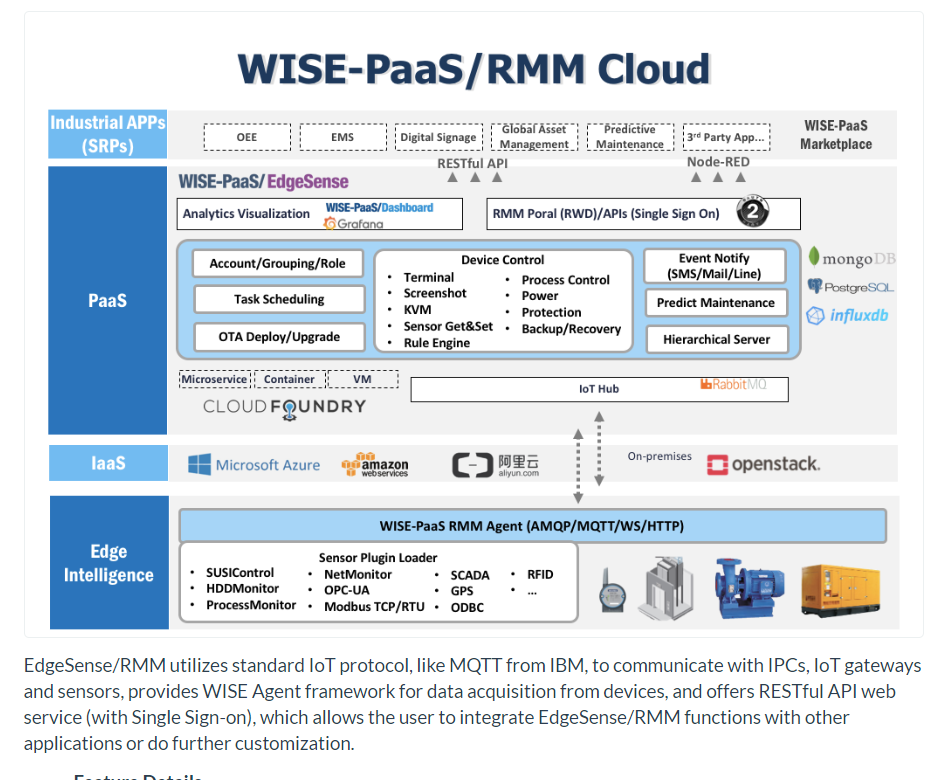 WISE-PaaS/RMM Cloud
Industrial APPs
(SRPs)
OEE
EMS
Digital Signage
Global Asset
Management
Predictive
Maintenance
3rd Party App...
WISE-PaaS
Marketplace
RESTful API
Node-RED
PaaS
WISE-PaaS/EdgeSense
Analytics Visualization
WISE-PaaS/Dashboard
Grafana
RMM Poral (RWD)/APIs (Single Sign On)
2
Account/Grouping/Role
Task Scheduling
OTA Deploy/Upgrade
Device Control
• Terminal
• Screenshot
• KVM
• Sensor Get&Set
• Rule Engine
• Process Control
• Power
• Protection
• Backup/Recovery
Event Notify
(SMS/Mail/Line)
Predict Maintenance
Hierarchical Server
mongoDB
PostgreSQL
influxdb
Microservice
Container
VM
CLOUD FOUNDRY
IoT Hub
RabbitMQ
IaaS
Microsoft Azure
amazon
webservices
阿里云
aliyun.com
On-premises
openstack.
Edge
Intelligence
WISE-PaaS RMM Agent (AMQP/MQTT/WS/HTTP)
Sensor Plugin Loader
• SUSIControl
• HDDMonitor
• ProcessMonitor
• NetMonitor
• OPC-UA
• Modbus TCP/RTU
• SCADA
• GPS
• ODBC
• RFID
• ...
EdgeSense/RMM utilizes standard IoT protocol, like MQTT from IBM, to communicate with IPCs, IoT gateways
and sensors, provides WISE Agent framework for data acquisition from devices, and offers RESTful API web
service (with Single Sign-on), which allows the user to integrate EdgeSense/RMM functions with other
applications or do further customization.
Feature Details